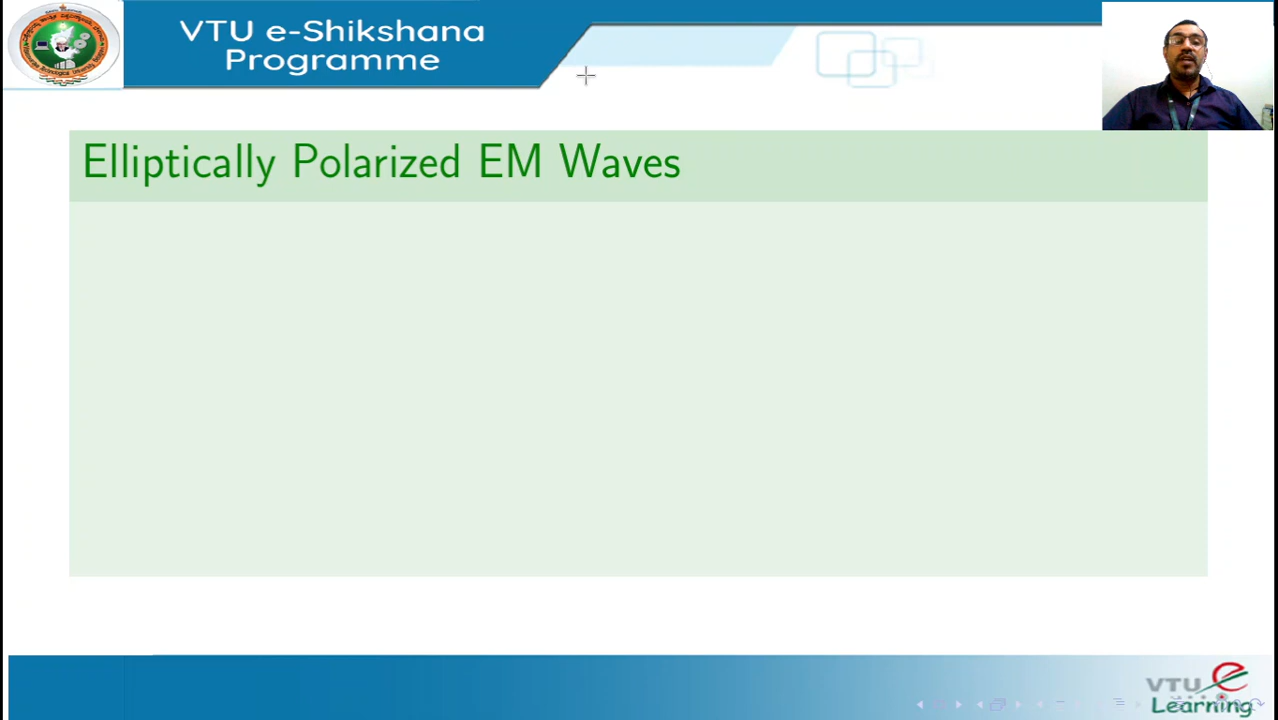 VTU e-Shikshana
Programme
Elliptically Polarized EM Waves
VTU
Learning